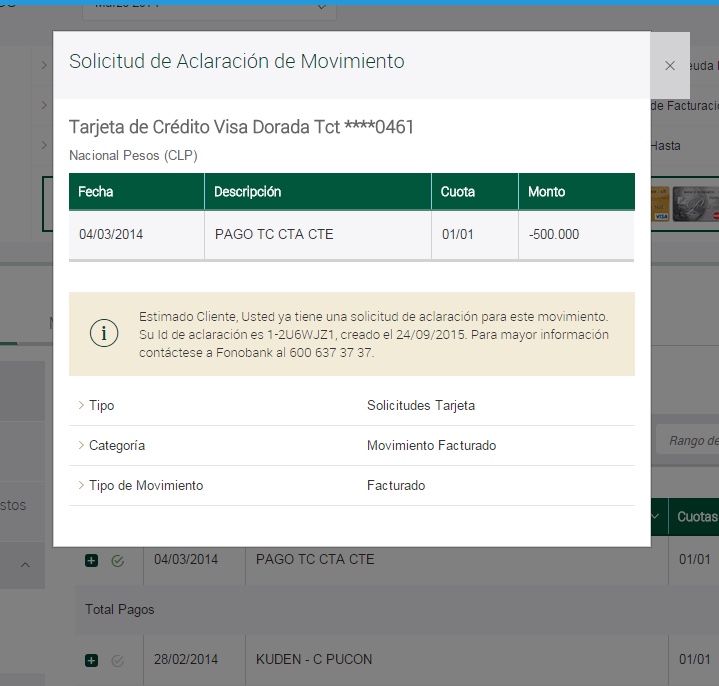 Marzo 2014
Solicitud de Aclaración de Movimiento
euda
de Facturació
Hasta
Tarjeta de Crédito Visa Dorada Tct ****0461
Nacional Pesos (CLP)
Fecha Descripción Cuota Monto
04/03/2014 PAGO TC CTA CTE 01/01 -500.000
VISA
Estimado Cliente, Usted ya tiene una solicitud de aclaración para este movimiento.
Su Id de aclaración es 1-2U6WJZ1, creado el 24/09/2015. Para mayor información
contáctese a Fonobank al 600 637 37 37.
Tipo Solicitudes Tarjeta
Categoría Movimiento Facturado
Rango de
Tipo de Movimiento Facturado
stos
Cuotas
04/03/2014 PAGO TC CTA CTE 01/01
Total Pagos
28/02/2014 KUDEN - C PUCON 01/01